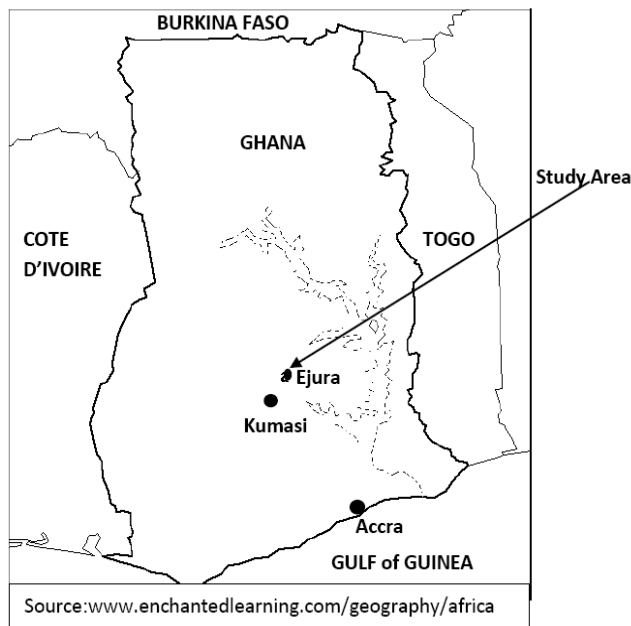 BURKINA FASO
GHANA
Study Area
COTE
D'IVOIRE
TOGO
Ejura
Kumasi
Accra
GULF of GUINEA
Source:www.enchantedlearning.com/geography/africa